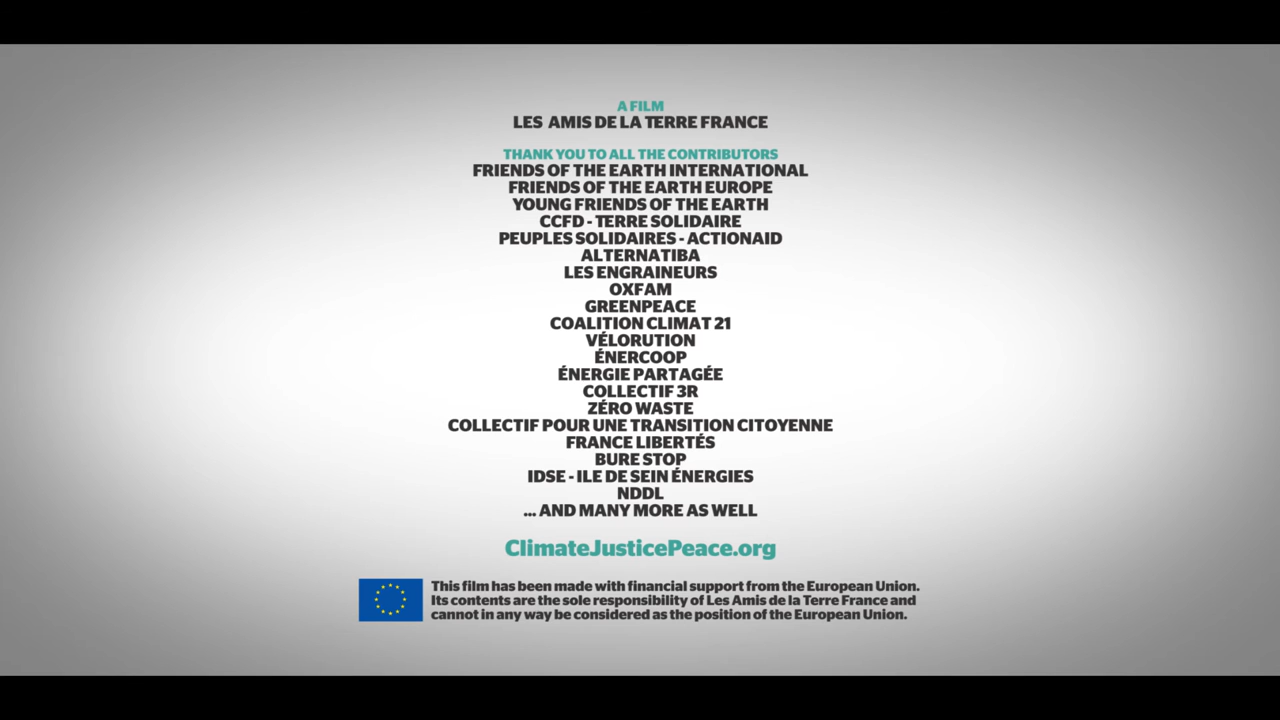 A FILM
LES AMIS DE LA TERRE FRANCE
THANK YOU TO ALL THE CONTRIBUTORS
FRIENDS OF THE EARTH INTERNATIONAL
FRIENDS OF THE EARTH EUROPE
YOUNG FRIENDS OF THE EARTH
CCFD - TERRE SOLIDAIRE
PEUPLES SOLIDAIRES - ACTIONAID
ALTERNATIBA
LES ENGRAINEURS
OXFAM
GREENPEACE
COALITION CLIMAT 21
VÉLORUTION
ÉNERCOOP
ÉNERGIE PARTAGÉE
COLLECTIF 3R
ZÉRO WASTE
COLLECTIF POUR UNE TRANSITION CITOYENNE
FRANCE LIBERTÉS
BURE STOP
IDSE - ILE DE SEIN ÉNERGIES
NDDL
... AND MANY MORE AS WELL
ClimateJusticePeace.org
This film has been made with financial support from the European Union.
Its contents are the sole responsibility of Les Amis de la Terre France and
cannot in any way be considered as the position of the European Union.